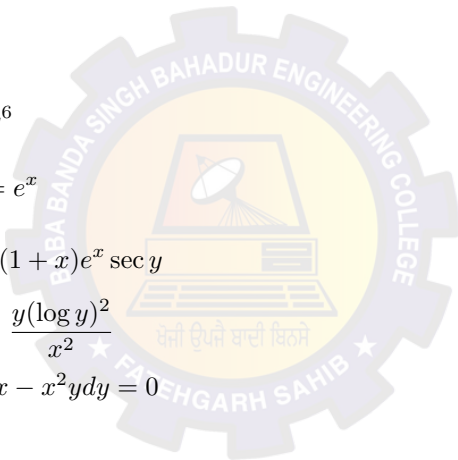 6
= e^x
(1 + x)e^x sec y
y(log y)^2
x^2
x − x^2ydy = 0
BABA BANDA SINGH BAHADUR ENGINEERING COLLEGE
ਖੋਜੀ ਉਪਜੈ ਬਾਦੀ ਬਿਨਸੈ
★ FATEHGARH SAHIB ★